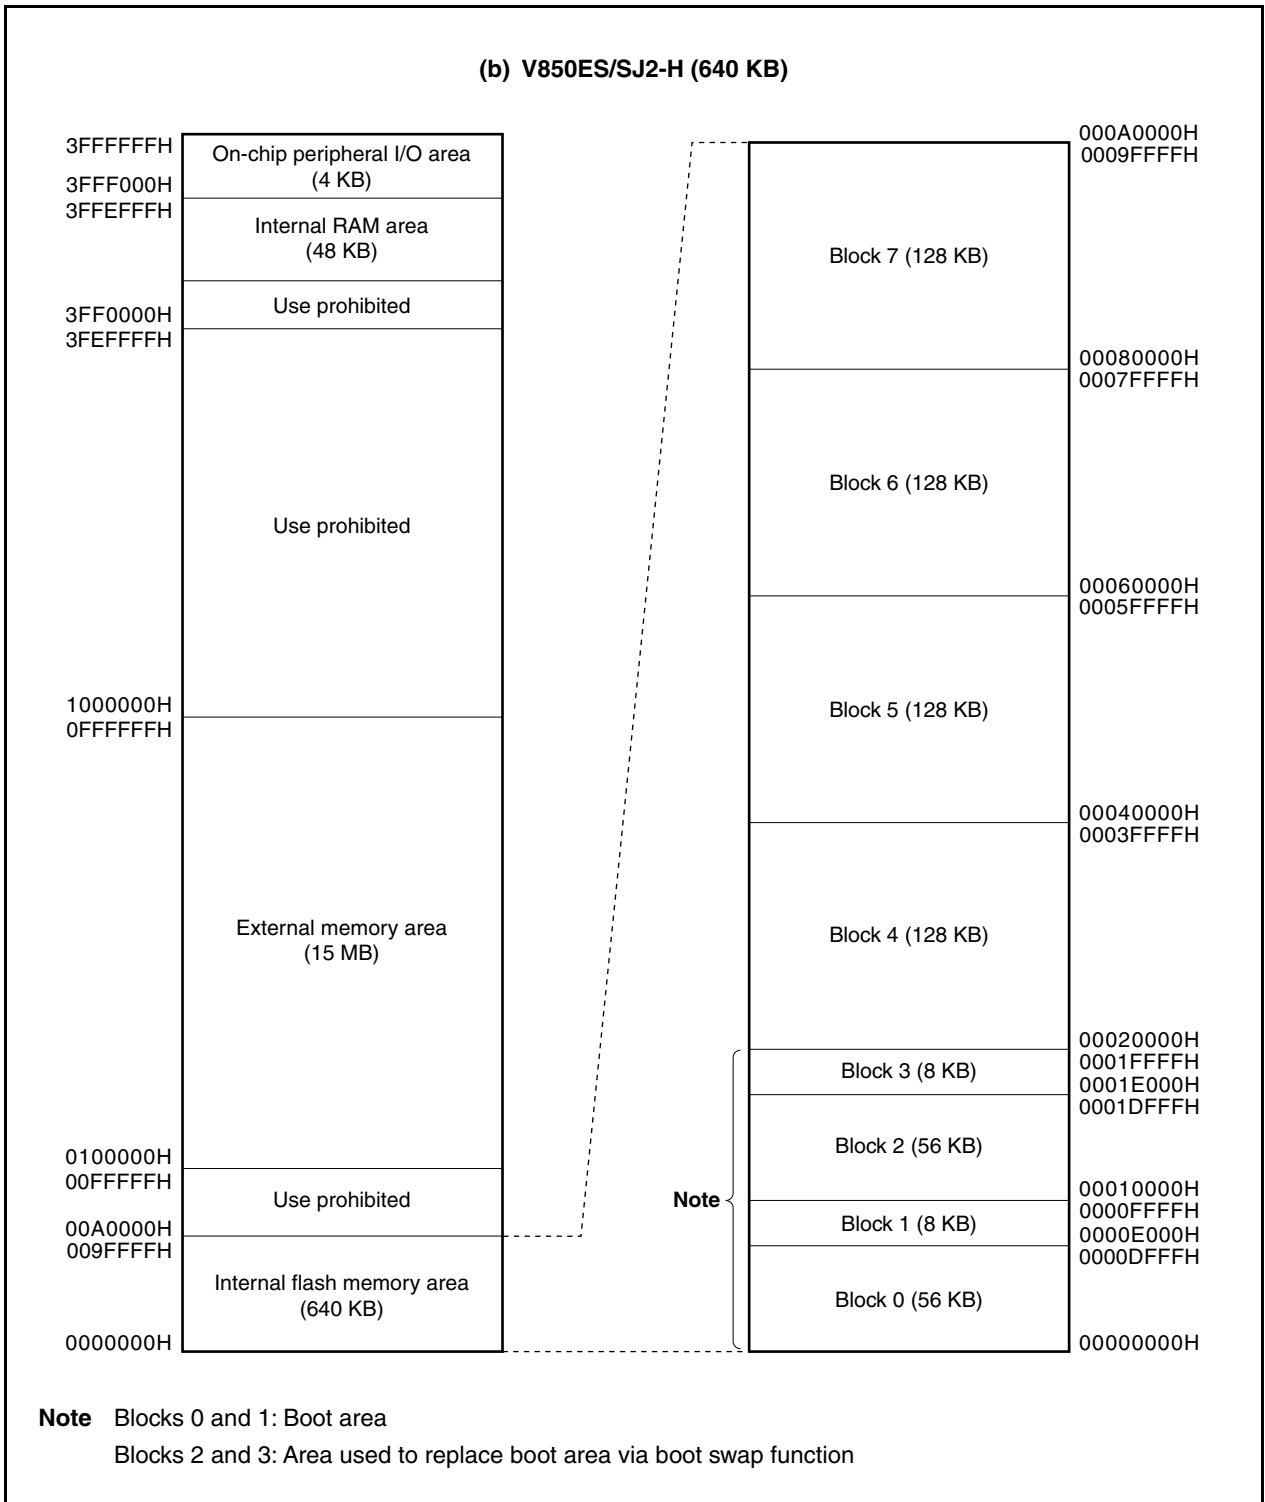 (b) V850ES/SJ2-H (640 KB)
3FFFFFFH
On-chip peripheral I/O area
(4 KB)
3FFF000H
3FFEFFFH
Internal RAM area
(48 KB)
Use prohibited
3FF0000H
3FEFFFFH
Use prohibited
1000000H
0FFFFFFH
External memory area
(15 MB)
0100000H
00FFFFFH
Use prohibited
00A0000H
009FFFFH
Internal flash memory area
(640 KB)
0000000H
000A0000H
0009FFFFH
Block 7 (128 KB)
00080000H
0007FFFFH
Block 6 (128 KB)
00060000H
0005FFFFH
Block 5 (128 KB)
00040000H
0003FFFFH
Block 4 (128 KB)
00020000H
0001FFFFH
Block 3 (8 KB)
0001E000H
0001DFFFH
Block 2 (56 KB)
Note
00010000H
0000FFFFH
Block 1 (8 KB)
0000E000H
0000DFFFH
Block 0 (56 KB)
00000000H
Note Blocks 0 and 1: Boot area
Blocks 2 and 3: Area used to replace boot area via boot swap function